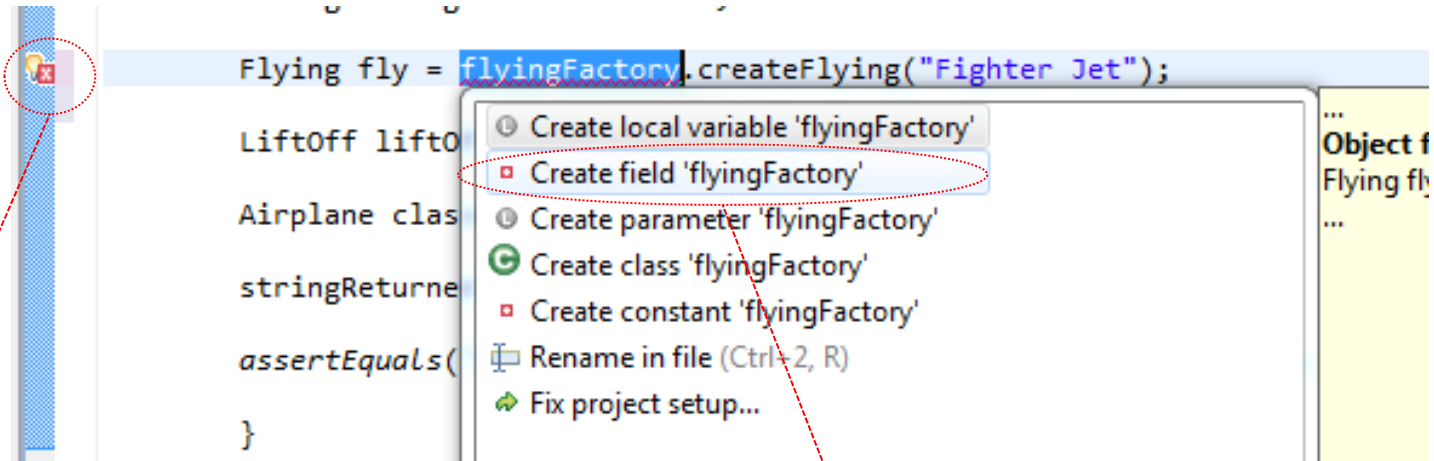 Flying fly = flyingFactory.createFlying("Fighter Jet");
Create local variable 'flyingFactory'
...
LiftOff liftO
Object f
Create field 'flyingFactory'
Flying fly
Airplane clas
Create parameter 'flyingFactory'
...
Create class 'flyingFactory'
stringReturne
Create constant 'flyingFactory'
assertEquals(
Rename in file (Ctrl+2, R)
Fix project setup...
}